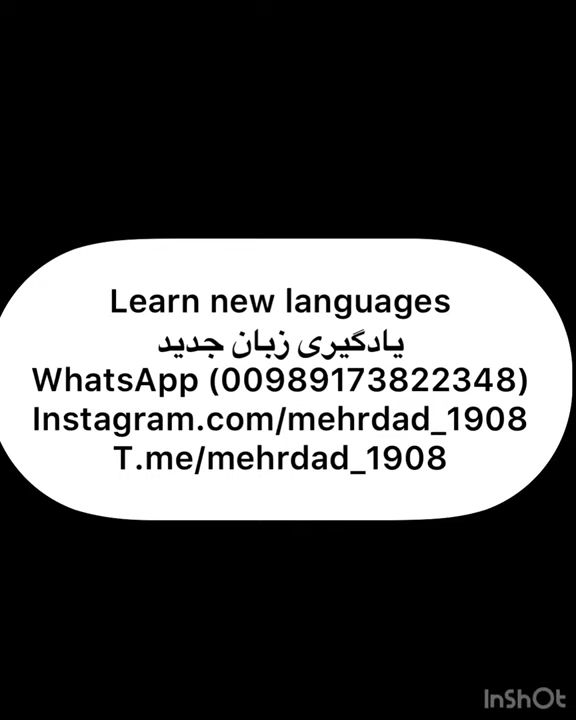 Learn new languages
یادگیری زبان جدید
WhatsApp (00989173822348)
Instagram.com/mehrdad_1908
T.me/mehrdad_1908
InShOt